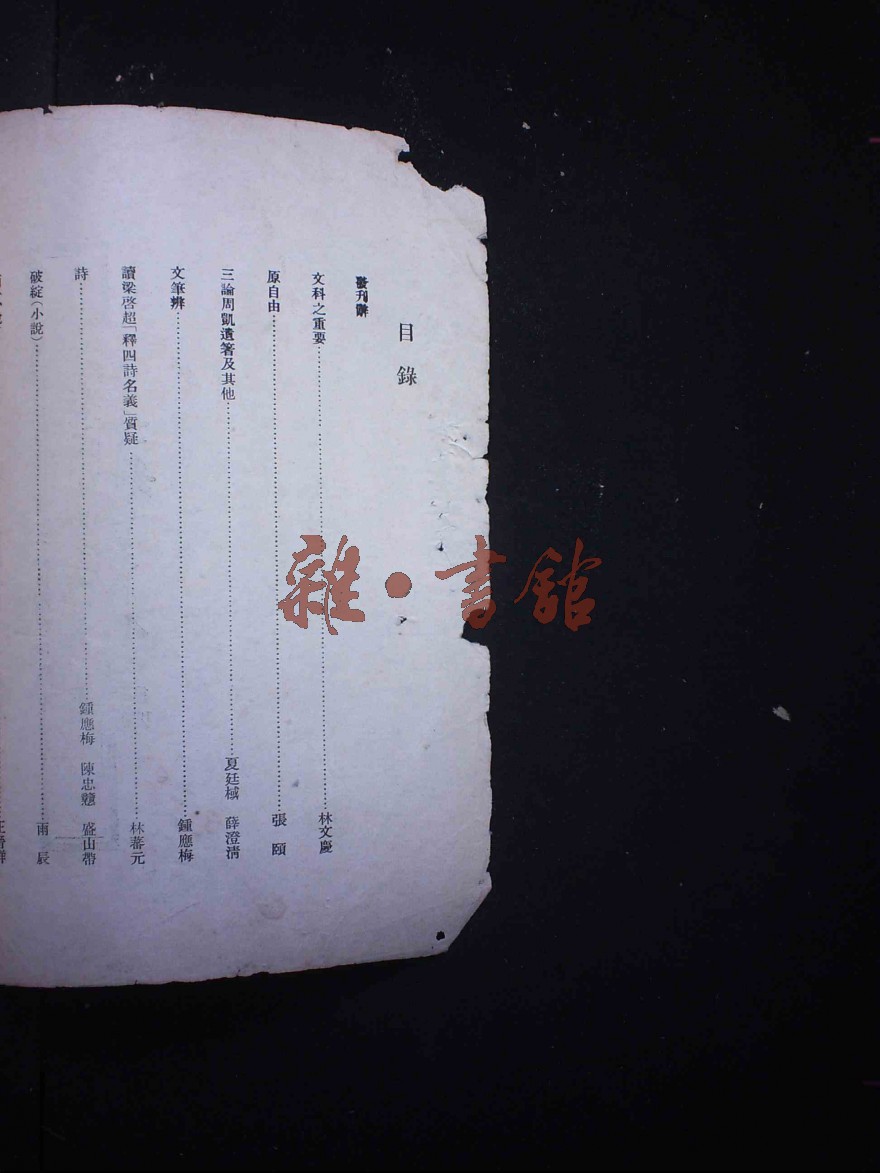 目錄
發刊辭
文科之重要 林文慶
原自由 張頤
三論周凱遺箸及其他 夏廷棫 薛澄清
文筆辨 鍾應梅
讀梁啓超「釋四詩名義」質疑 林蕃元
詩 鍾應梅 陳忠戇 盛山帶
破綻(小說) 雨辰
雜·書館